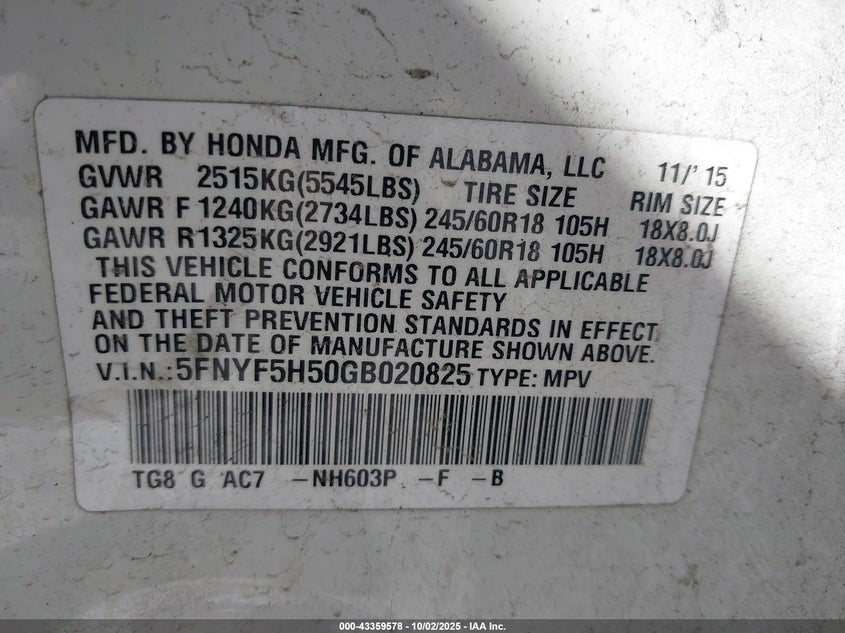 MFD. BY HONDA MFG. OF ALABAMA, LLC 11/' 15
GVWR 2515KG(5545LBS) TIRE SIZE RIM SIZE
GAWR F 1240KG(2734LBS) 245/60R18 105H 18X8.0J
GAWR R1325KG(2921LBS) 245/60R18 105H 18X8.0J
THIS VEHICLE CONFORMS TO ALL APPLICABLE
FEDERAL MOTOR VEHICLE SAFETY
AND THEFT PREVENTION STANDARDS IN EFFECT
ON THE DATE OF MANUFACTURE SHOWN ABOVE.
V.I.N.:5FNYF5H50GB020825 TYPE: MPV
TG8 G AC7 -NH603P -F -B
000-43359578 - 10/02/2025 - IAA Inc.